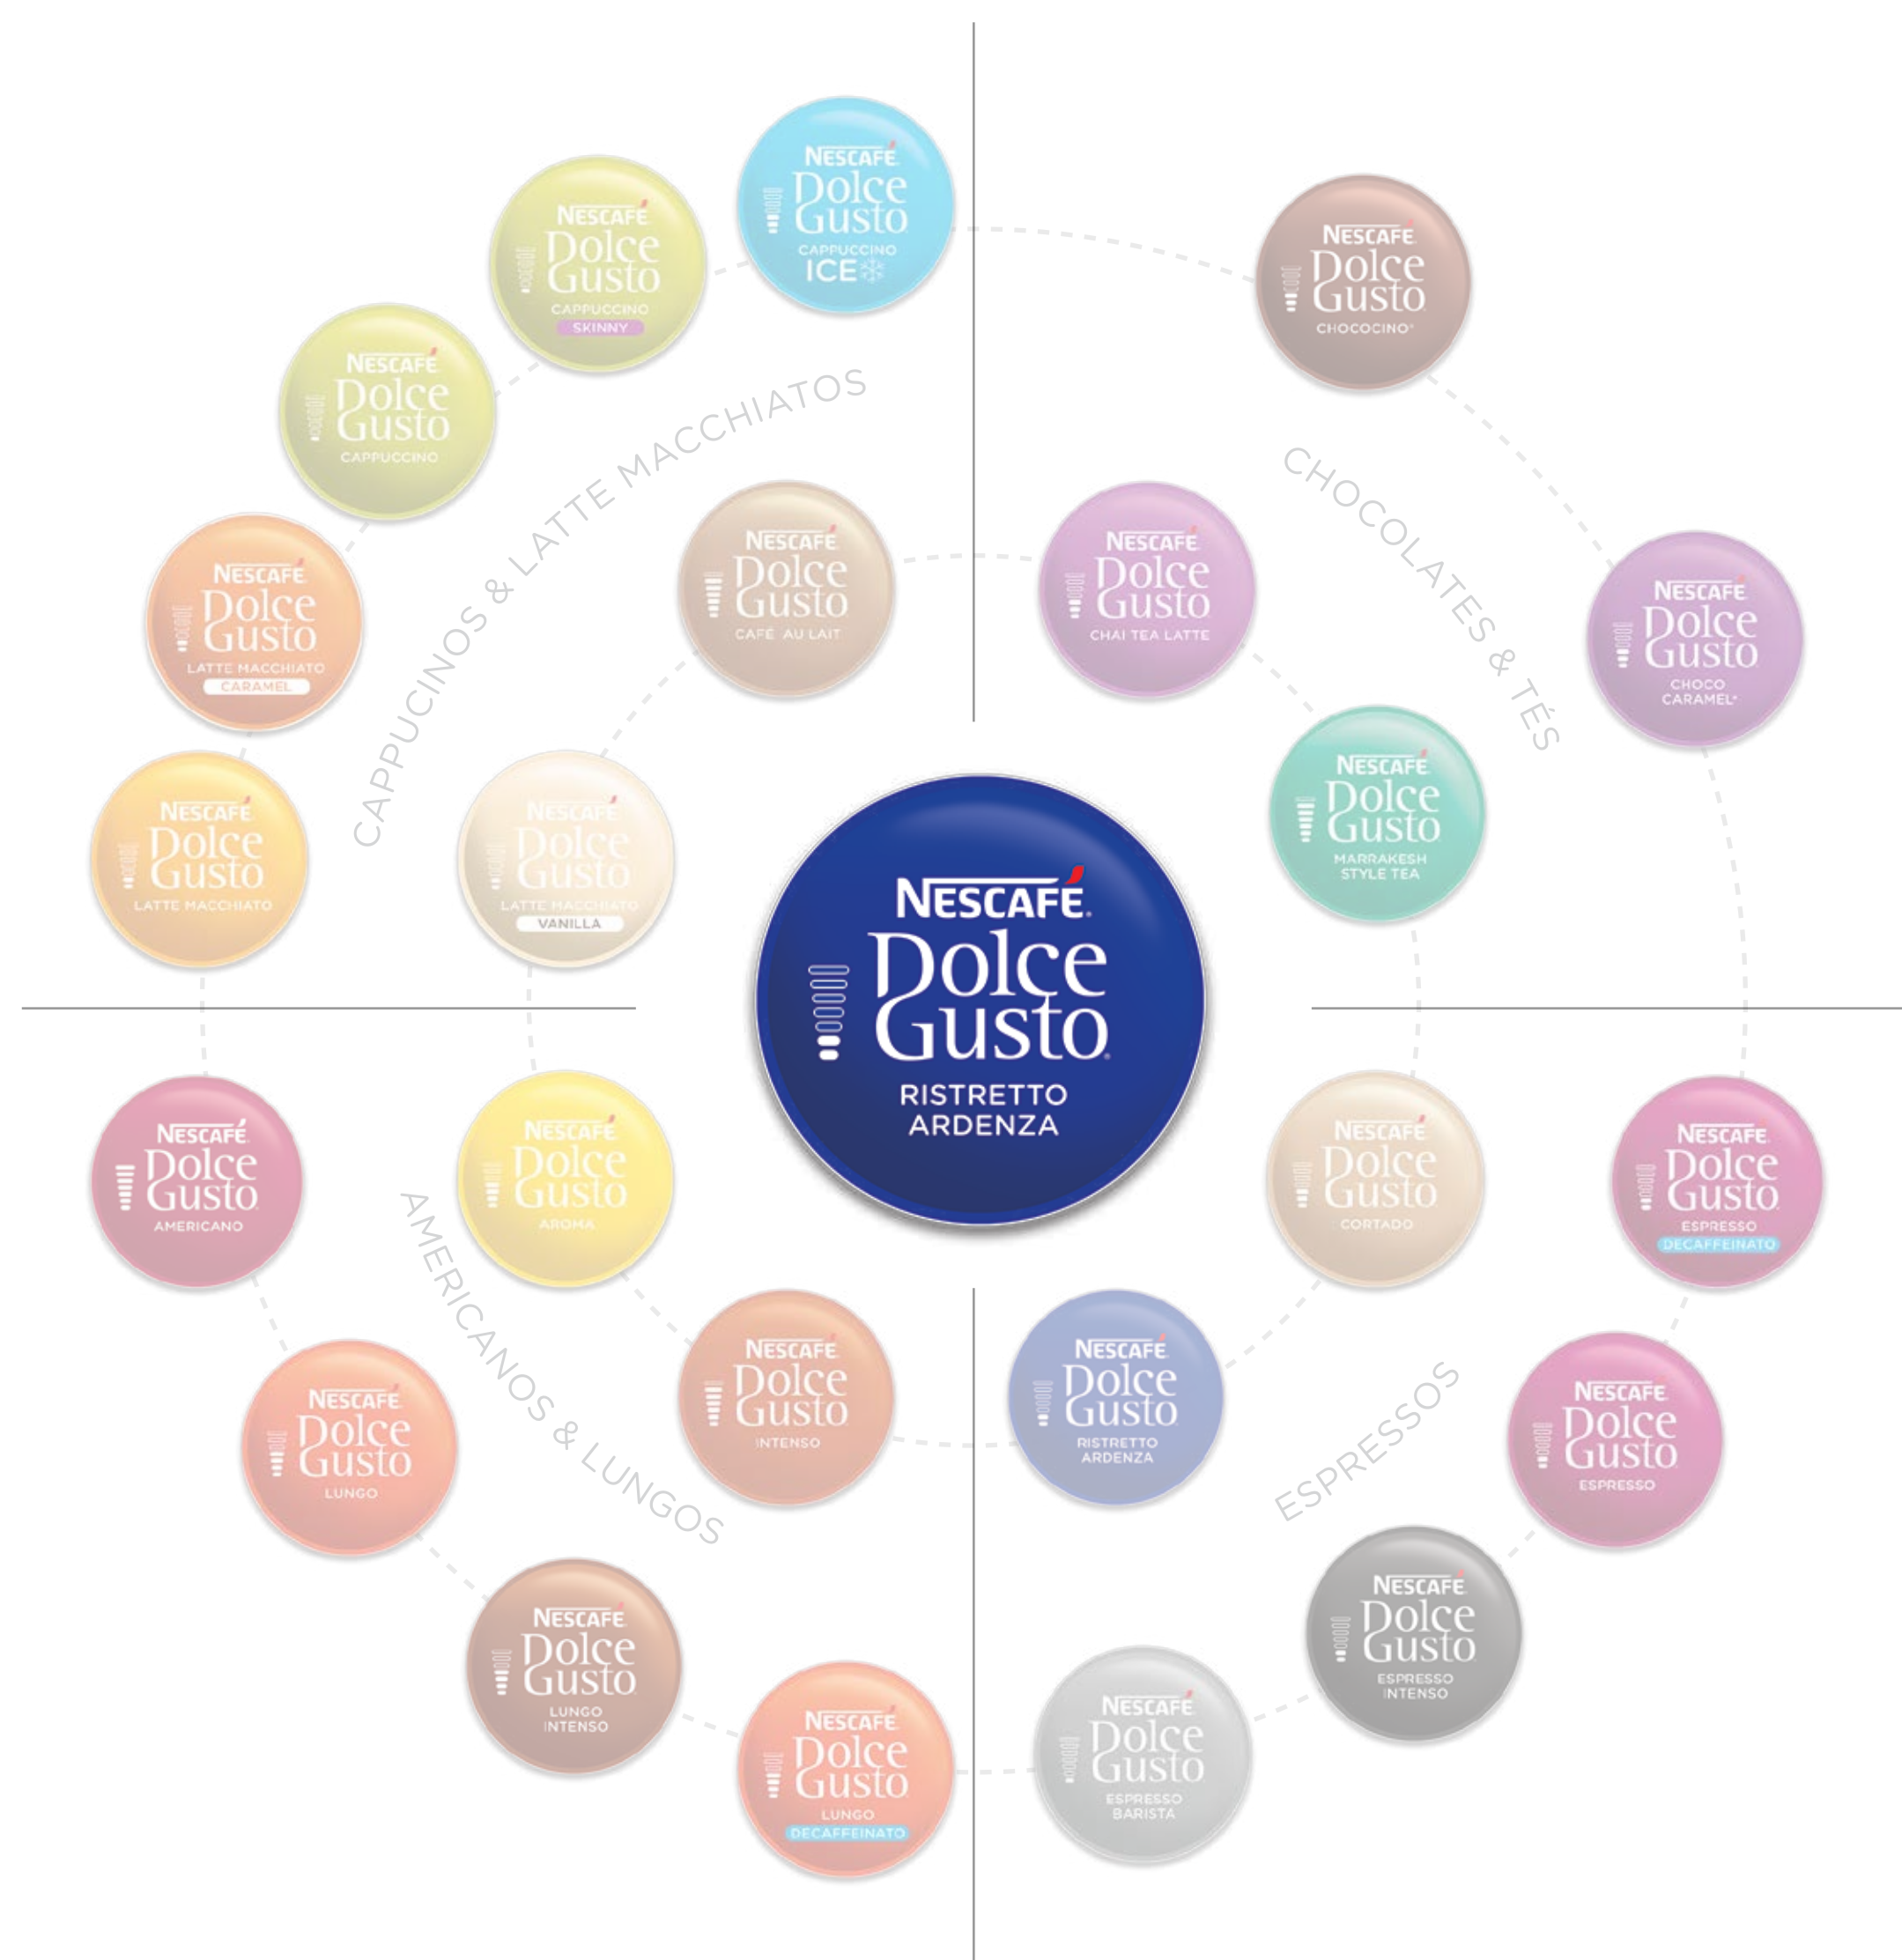 NESCAFÉ
Dolce
Gusto
CAPPUCCINO
ICE
NESCAFÉ
Dolce
Gusto
CAPPUCCINO
SKINNY
NESCAFÉ
Dolce
Gusto
CAPPUCCINO
NESCAFÉ
Dolce
Gusto
LATTE MACCHIATO
CARAMEL
NESCAFÉ
Dolce
Gusto
LATTE MACCHIATO
CAPPUCINOS & LATTE MACCHIATOS
NESCAFÉ
Dolce
Gusto
CAFÉ AU LAIT
NESCAFÉ
Dolce
Gusto
LATTE MACCHIATO
VANILLA
NESCAFÉ
Dolce
Gusto
CHOCOCINO*
CHOCOLATES & TÉS
NESCAFÉ
Dolce
Gusto
CHAI TEA LATTE
NESCAFÉ
Dolce
Gusto
CHOCO
CARAMEL*
NESCAFÉ
Dolce
Gusto
MARRAKESH
STYLE TEA
NESCAFÉ.
Dolce
Gusto
RISTRETTO
ARDENZA
NESCAFÉ
Dolce
Gusto
AMERICANO
NESCAFÉ
Dolce
Gusto
AROMA
AMERICANOS & LUNGOS
NESCAFÉ
Dolce
Gusto
INTENSO
NESCAFÉ
Dolce
Gusto
LUNGO
NESCAFÉ
Dolce
Gusto
LUNGO
INTENSO
NESCAFÉ
Dolce
Gusto
LUNGO
DECAFFEINATO
NESCAFÉ
Dolce
Gusto
CORTADO
NESCAFÉ
Dolce
Gusto
ESPRESSO
DECAFFEINATO
NESCAFÉ
Dolce
Gusto
RISTRETTO
ARDENZA
ESPRESSOS
NESCAFÉ
Dolce
Gusto
ESPRESSO
NESCAFÉ
Dolce
Gusto
ESPRESSO
INTENSO
NESCAFÉ
Dolce
Gusto
ESPRESSO
BARISTA